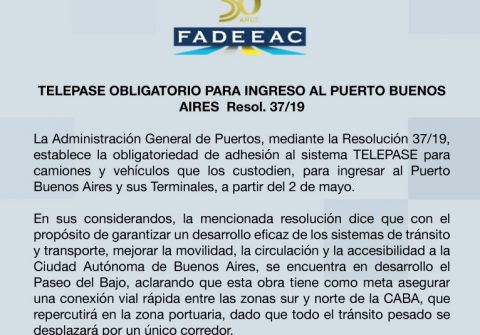 50
AÑOS
FADEEAC
TELEPASE OBLIGATORIO PARA INGRESO AL PUERTO BUENOS
AIRES Resol. 37/19
La Administración General de Puertos, mediante la Resolución 37/19,
establece la obligatoriedad de adhesión al sistema TELEPASE para
camiones y vehículos que los custodien, para ingresar al Puerto
Buenos Aires y sus Terminales, a partir del 2 de mayo.
En sus considerandos, la mencionada resolución dice que con el
propósito de garantizar un desarrollo eficaz de los sistemas de tránsito
y transporte, mejorar la movilidad, la circulación y la accesibilidad a la
Ciudad Autónoma de Buenos Aires, se encuentra en desarrollo el
Paseo del Bajo, aclarando que esta obra tiene como meta asegurar
una conexión vial rápida entre las zonas sur y norte de la CABA, que
repercutirá en la zona portuaria, dado que todo el tránsito pesado se
desplazará por un único corredor.